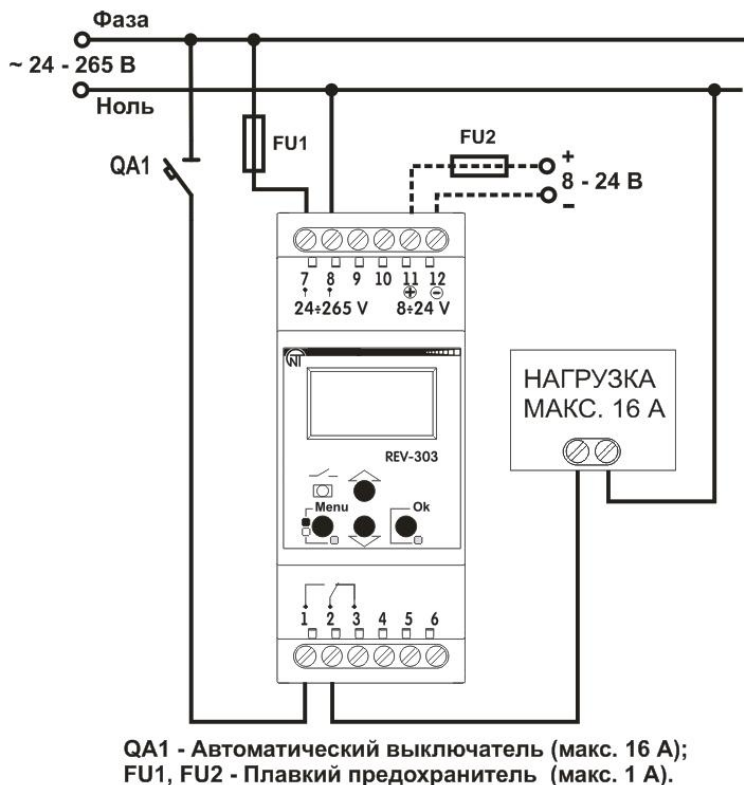 Фаза
~ 24 - 265 В
Ноль
QA1
FU1
FU2
+
8 - 24 В
–
7 8 9 10 11 12
24÷265 V 8÷24 V
NT
REV-303
Menu
Ok
НАГРУЗКА
МАКС. 16 А
1 2 3 4 5 6
QA1 - Автоматический выключатель (макс. 16 А);
FU1, FU2 - Плавкий предохранитель (макс. 1 А).